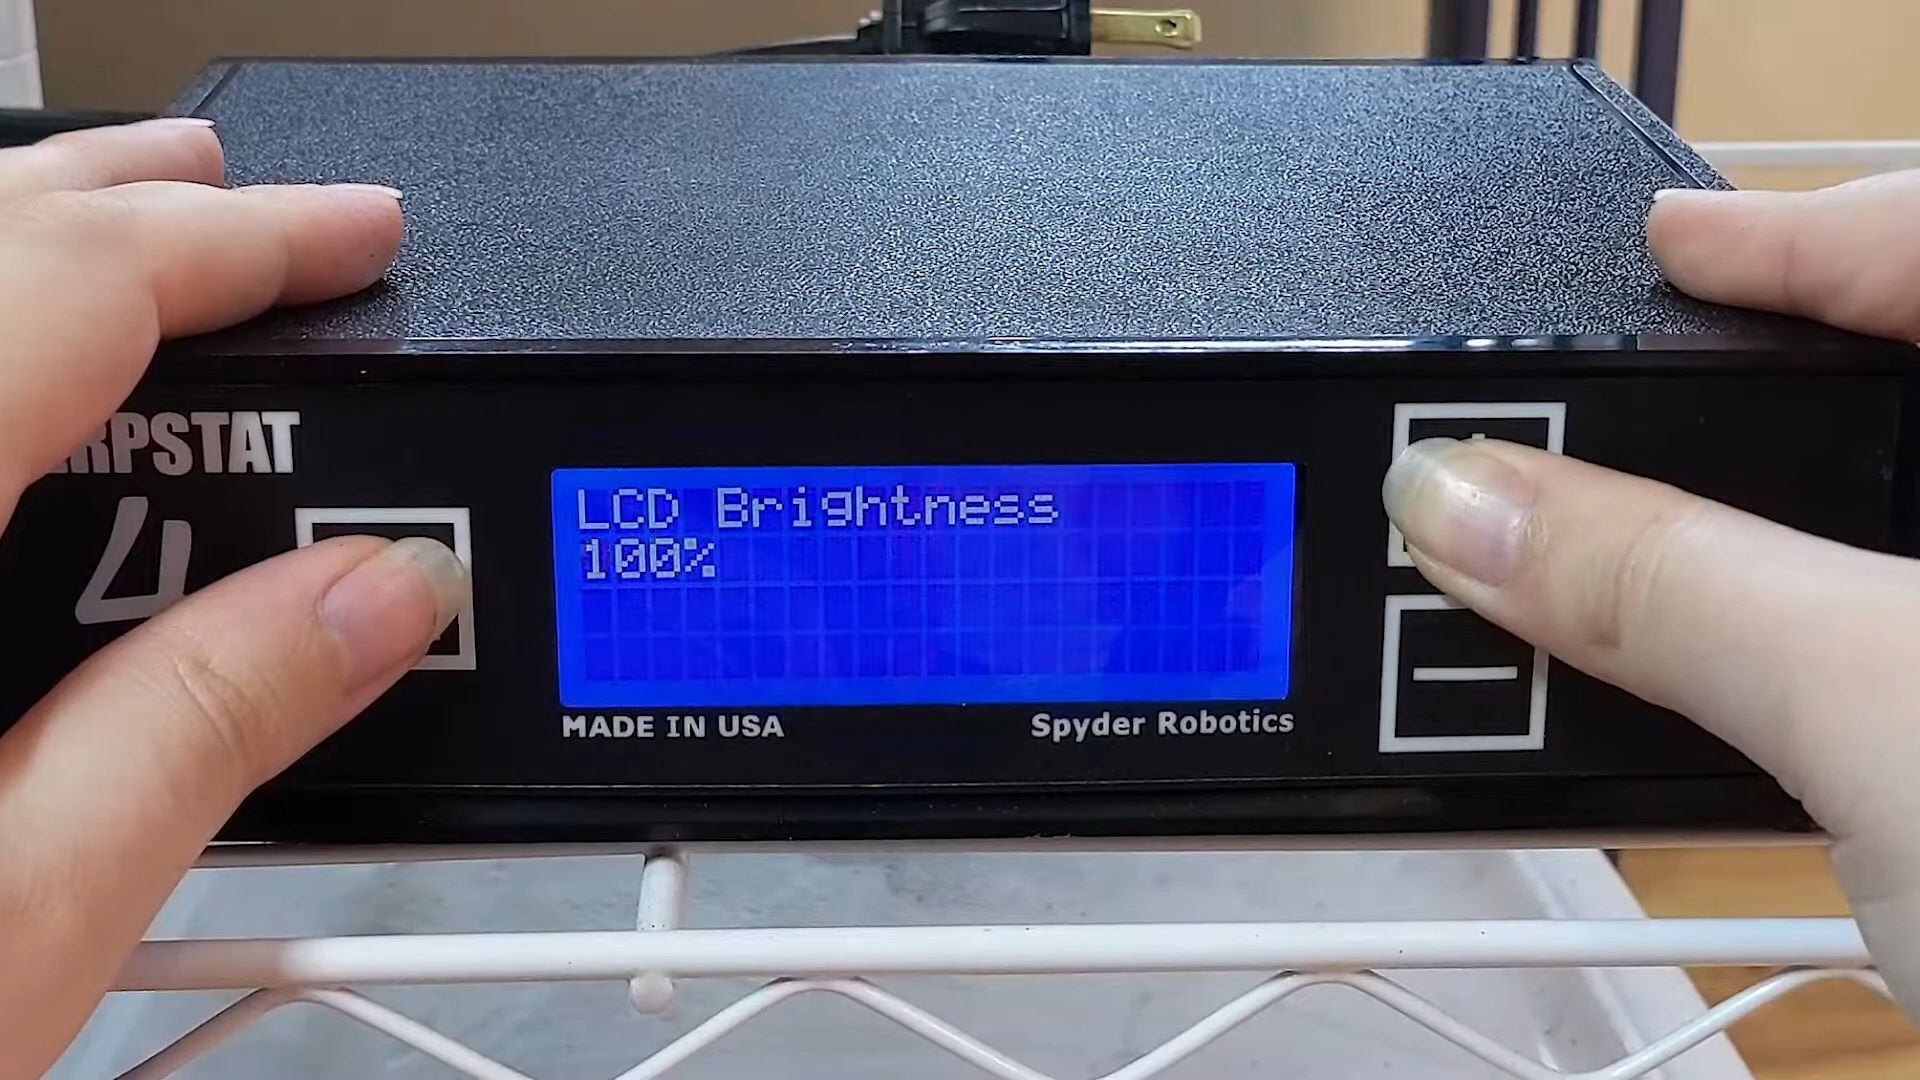 RPSTAT
4
LCD Brightness
100%
MADE IN USA
Spyder Robotics